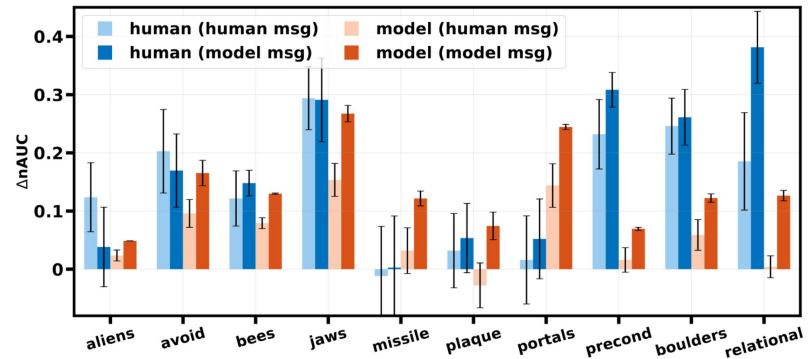 human (human msg)
human (model msg)
model (human msg)
model (model msg)
ΔnAUC
0.4
0.3
0.2
0.1
0
aliens
avoid
bees
jaws
missile
plaque
portals
precond
boulders
relational